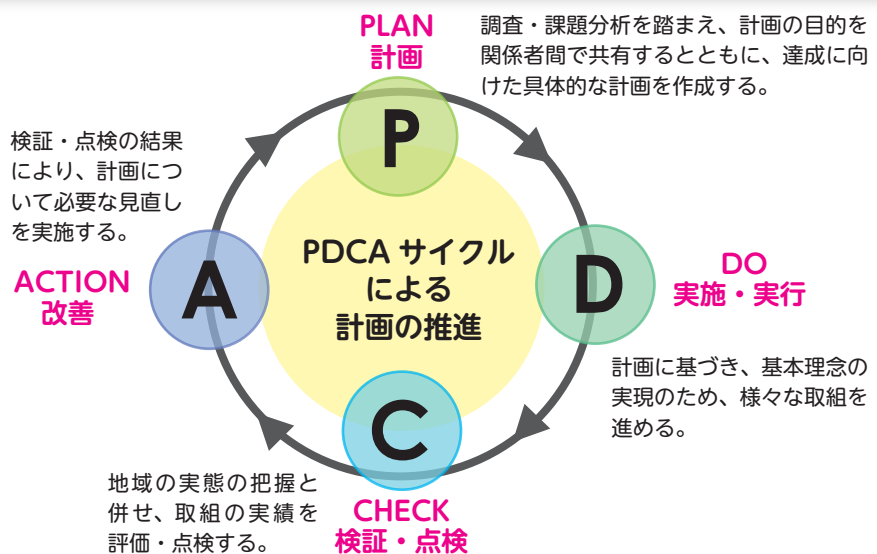 PLAN
計画
調査・課題分析を踏まえ、計画の目的を
関係者間で共有するとともに、達成に向
けた具体的な計画を作成する。
P
検証・点検の結果
により、計画につ
いて必要な見直し
を実施する。
ACTION
改善
A
PDCA サイクル
による
計画の推進
D
DO
実施・実行
計画に基づき、基本理念の
実現のため、様々な取組を
進める。
C
地域の実態の把握と
併せ、取組の実績を
評価・点検する。
CHECK
検証・点検